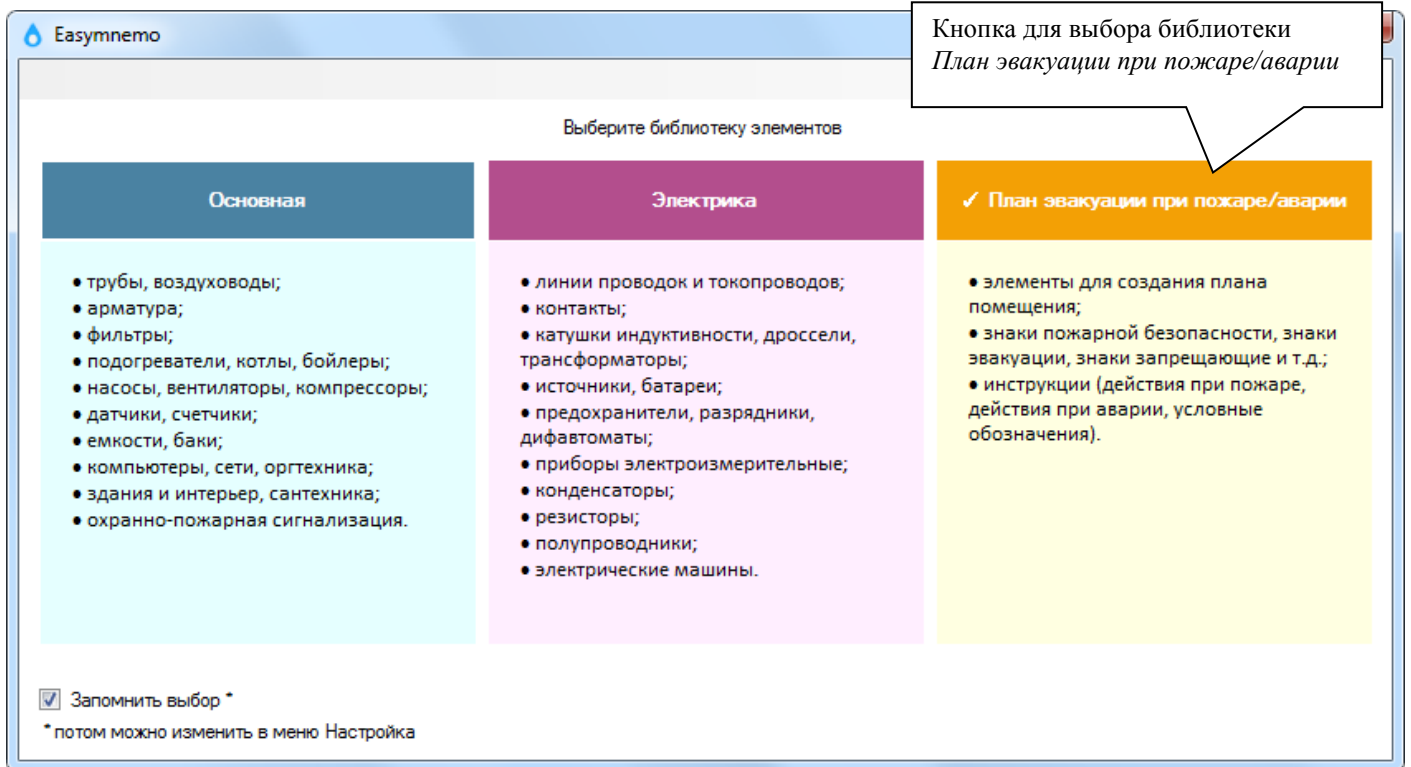 Easymnemo
Кнопка для выбора библиотеки
План эвакуации при пожаре/аварии
Выберите библиотеку элементов
Основная
● трубы, воздуховоды;
● арматура;
● фильтры;
● подогреватели, котлы, бойлеры;
● насосы, вентиляторы, компрессоры;
● датчики, счетчики;
● емкости, баки;
● компьютеры, сети, оргтехника;
● здания и интерьер, сантехника;
● охранно-пожарная сигнализация.
Электрика
● линии проводок и токопроводов;
● контакты;
● катушки индуктивности, дроссели,
трансформаторы;
● источники, батареи;
● предохранители, разрядники,
дифавтоматы;
● приборы электроизмерительные;
● конденсаторы;
● резисторы;
● полупроводники;
● электрические машины.
✓ План эвакуации при пожаре/аварии
● элементы для создания плана
помещения;
● знаки пожарной безопасности, знаки
эвакуации, знаки запрещающие и т.д.;
● инструкции (действия при пожаре,
действия при аварии, условные
обозначения).
Запомнить выбор *
* потом можно изменить в меню Настройка